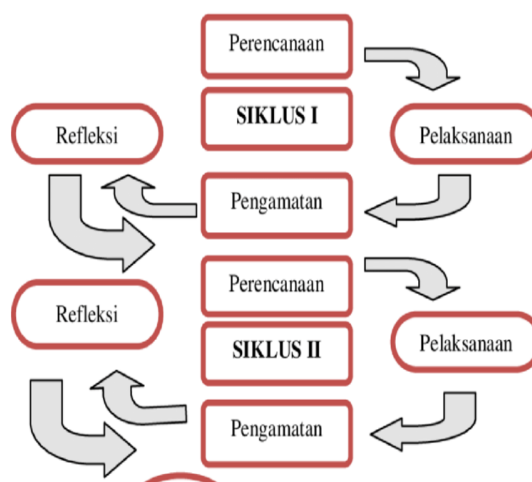 Perencanaan
SIKLUS I
Refleksi
Pelaksanaan
Pengamatan
Perencanaan
Refleksi
SIKLUS II
Pelaksanaan
Pengamatan